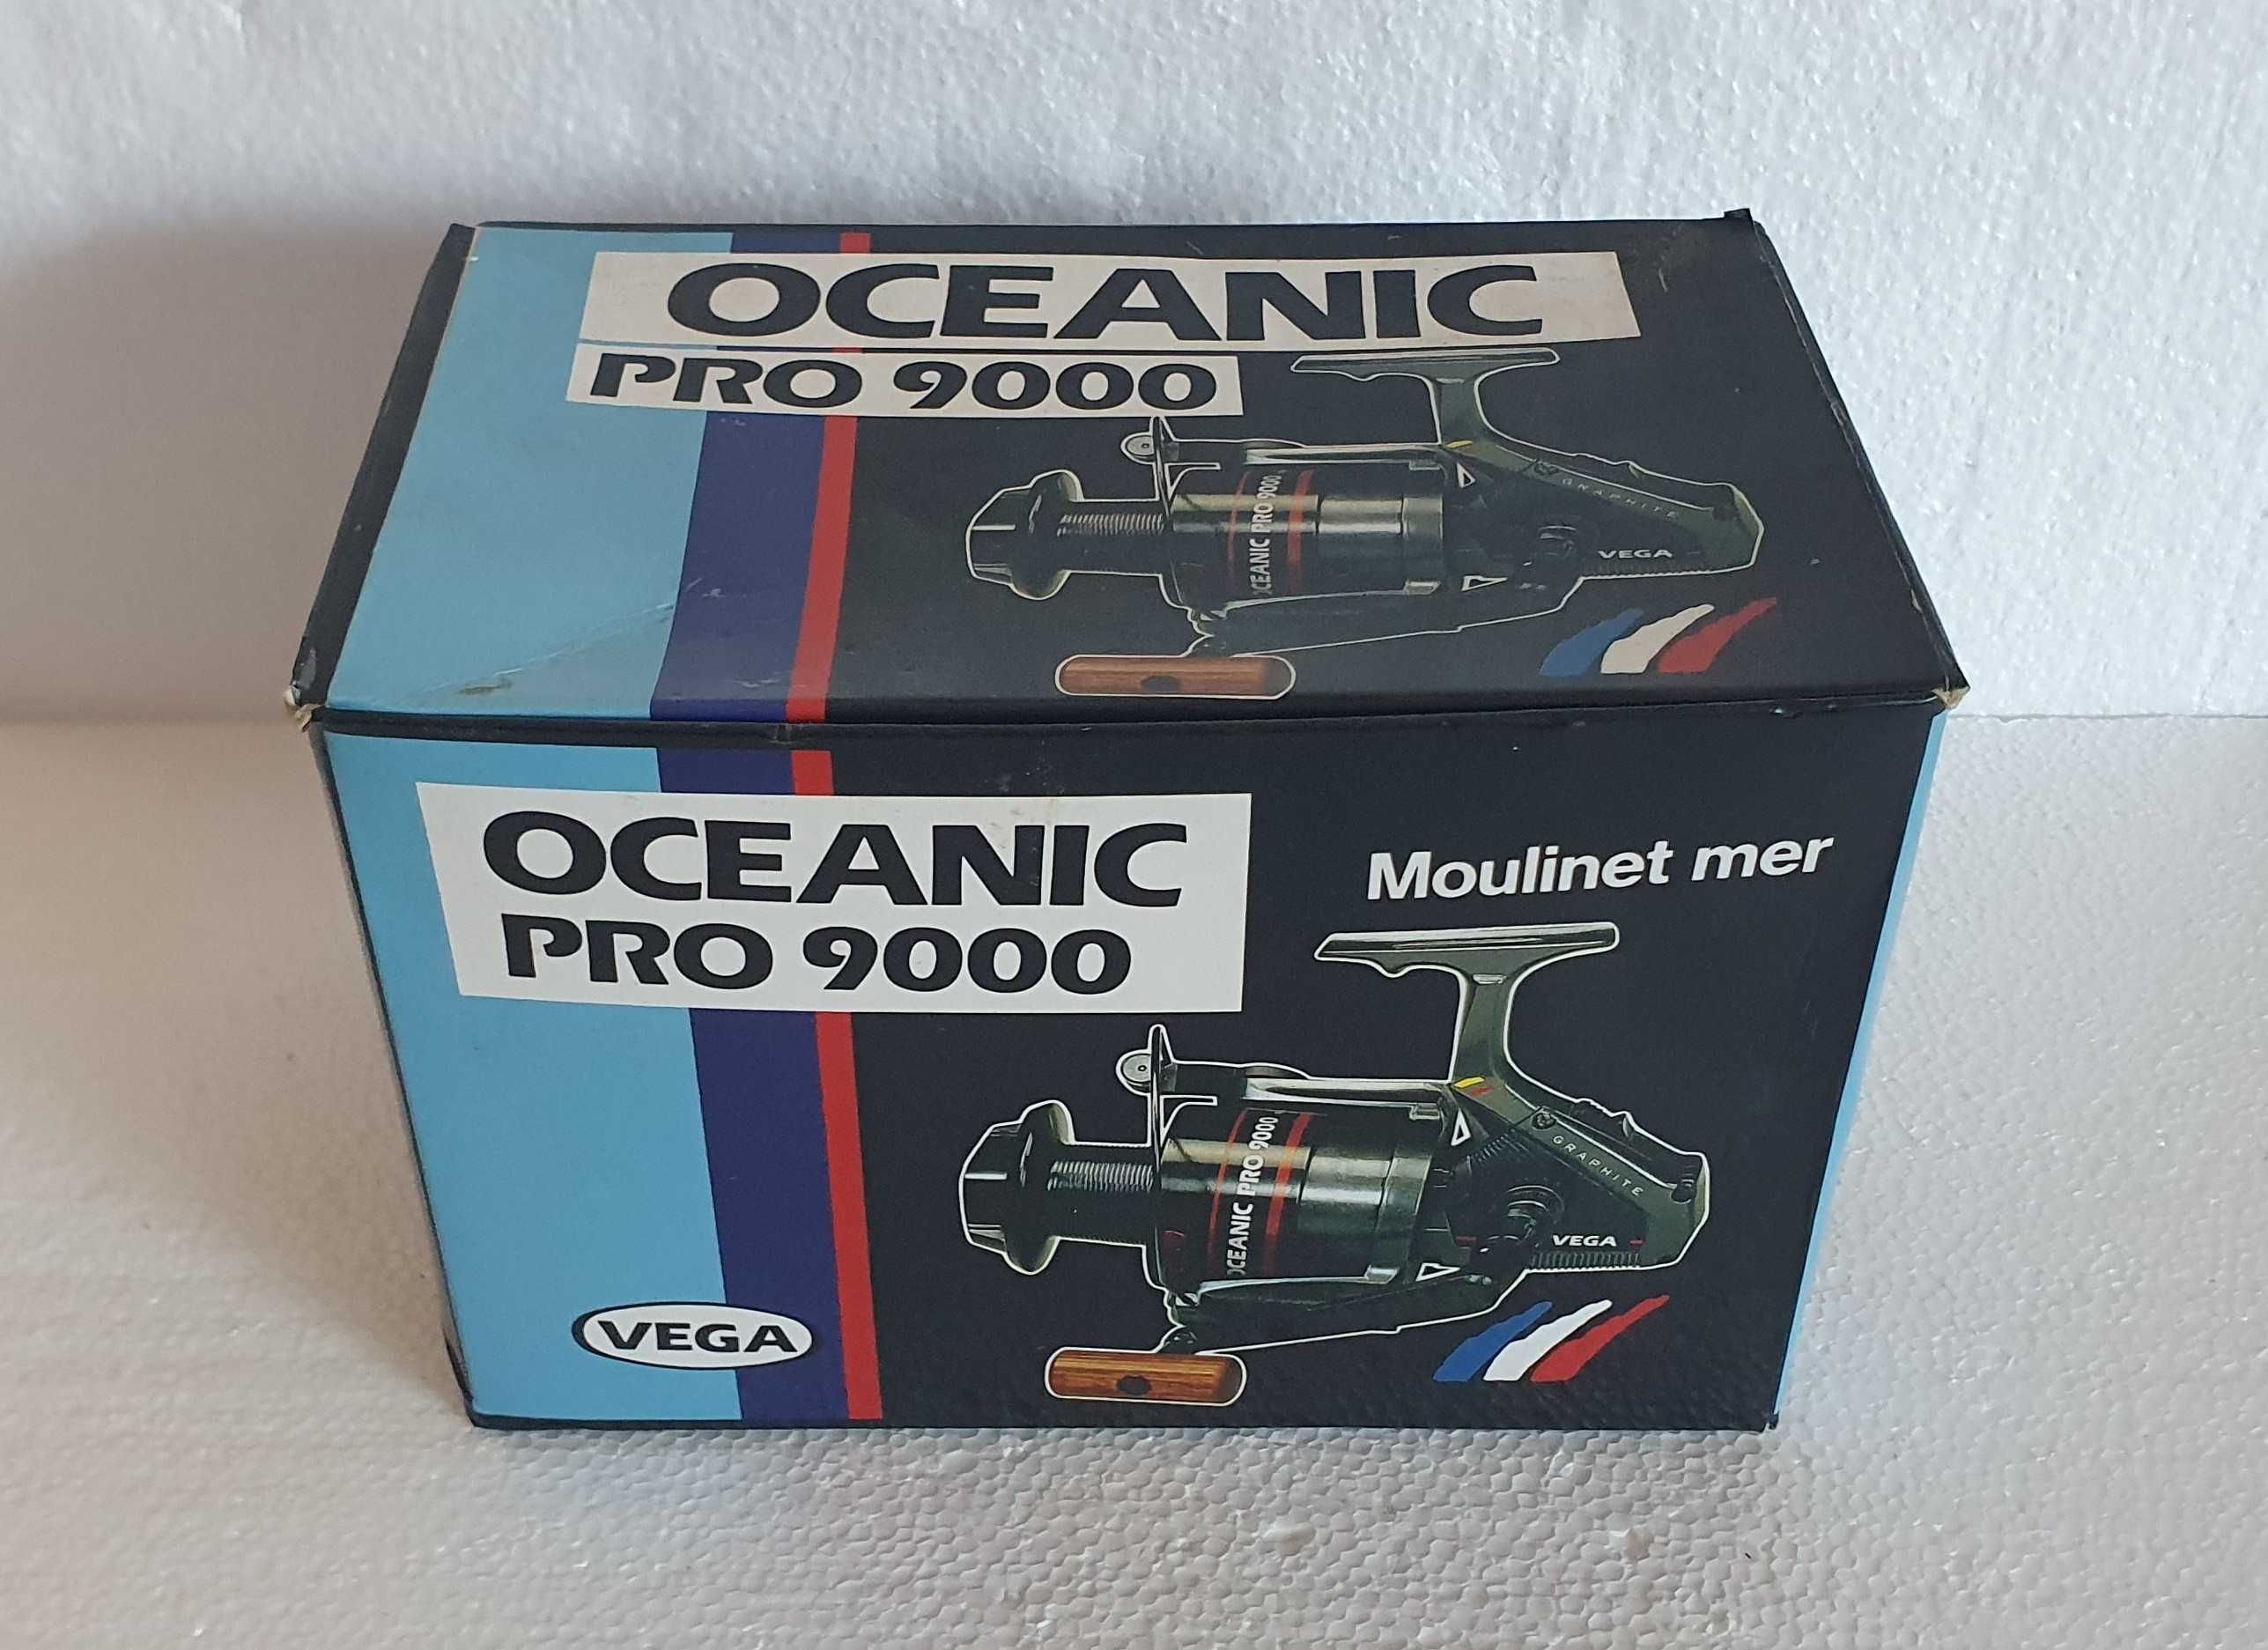 OCEANIC
PRO 9000
OCEANIC PRO 9000
GRAPHITE
VEGA
OCEANIC
PRO 9000
Moulinet mer
OCEANIC PRO 9000
GRAPHITE
VEGA
VEGA